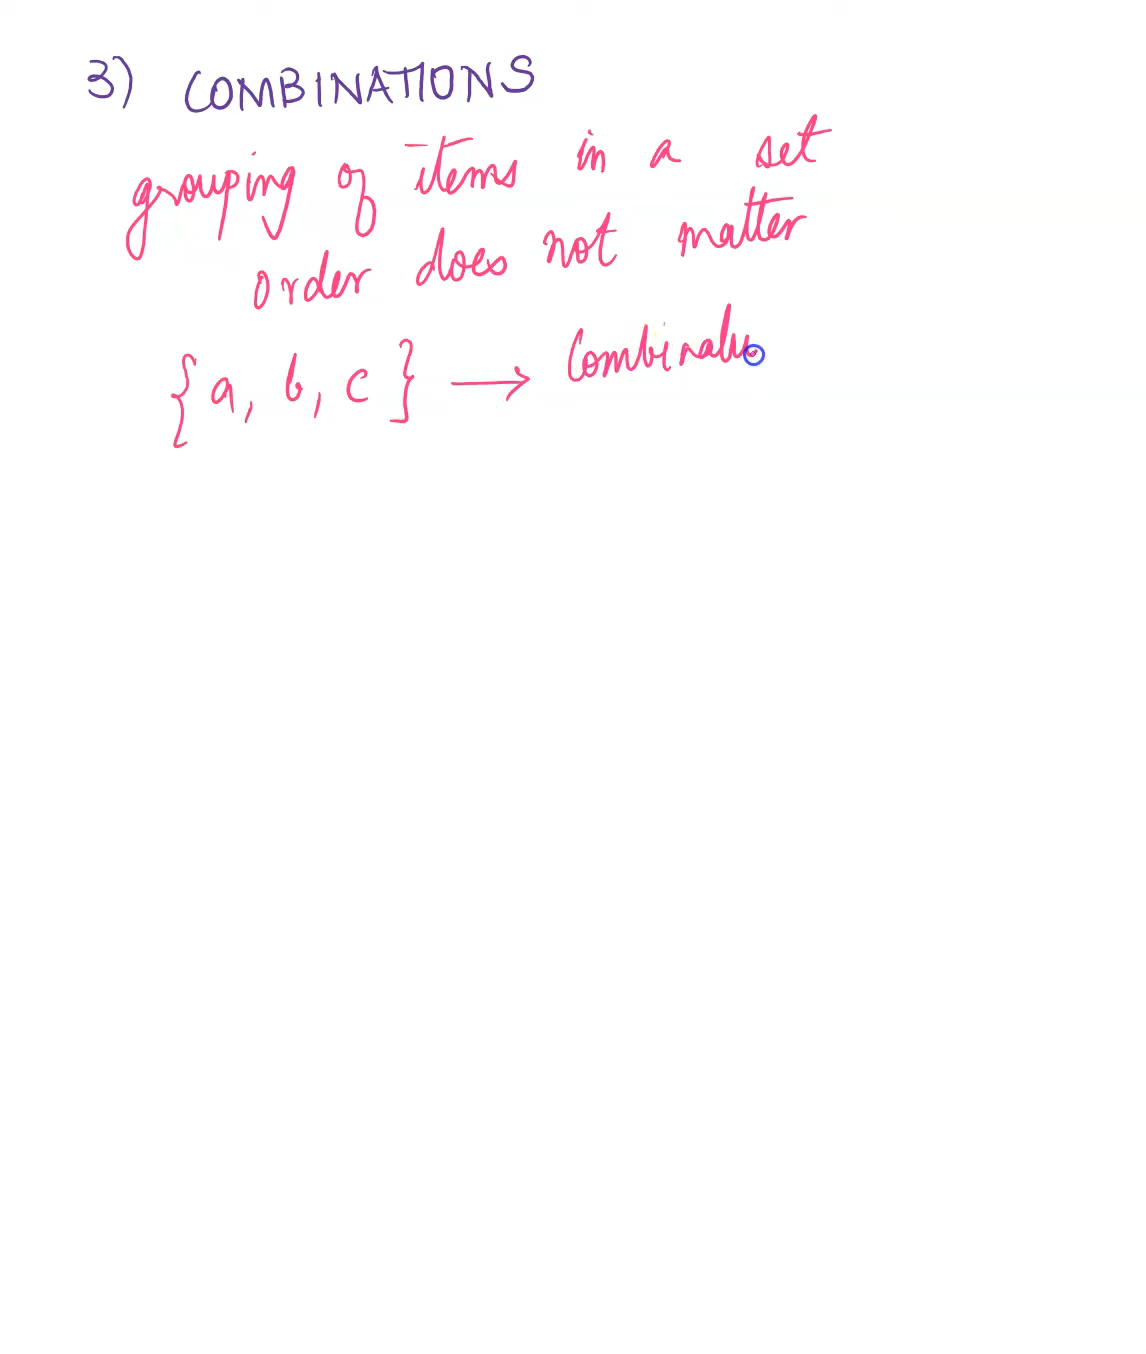 3) COMBINATIONS
grouping of items in a set
order does not matter
{a, b, c} →